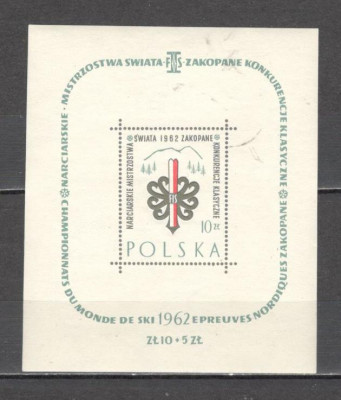 NARCIARSKIE · MISTRZOSTWA SWIATA · FIS · ZAKOPANE KONKURENCJE KLASYCZNE
CHAMPIONNATS DU MONDE DE SKI 1962 EPREUVES NORDIQUES ZAKOPANE
NARCIARSKIE MISTRZOSTWA
ŚWIATA 1962 ZAKOPANE
KONKURENCJE KLASYCZNE
FIS
10 ZŁ
POLSKA
ZŁ 10 + 5 ZŁ